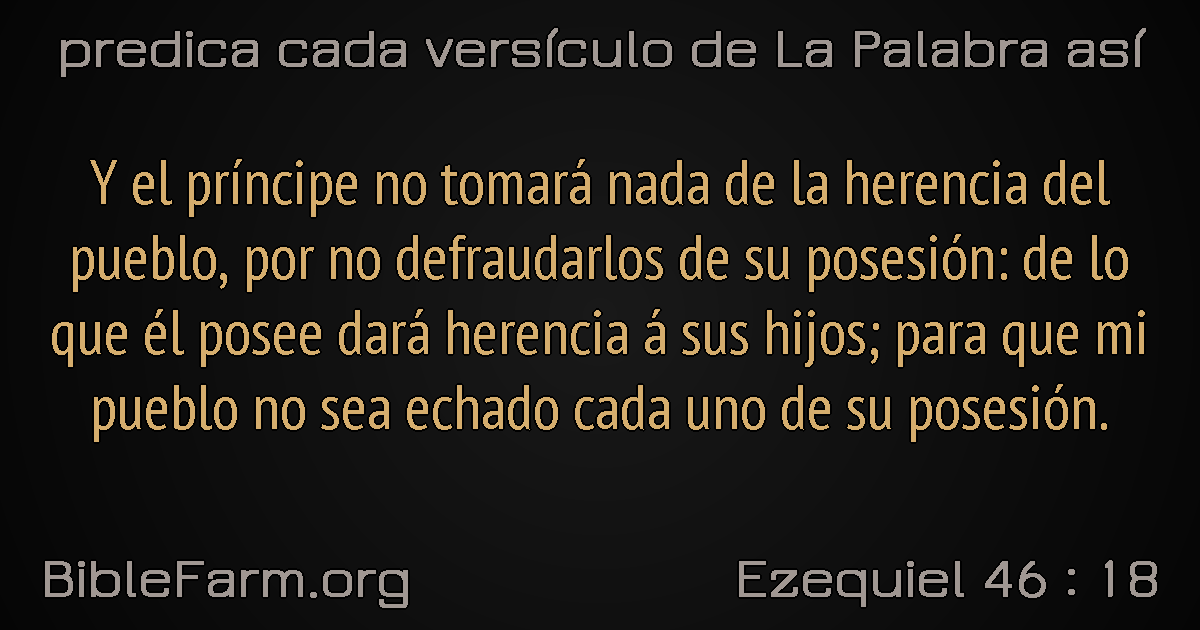 predica cada versículo de La Palabra así
Y el príncipe no tomará nada de la herencia del
pueblo, por no defraudarlos de su posesión: de lo
que él posee dará herencia á sus hijos; para que mi
pueblo no sea echado cada uno de su posesión.
BibleFarm.org
Ezequiel 46 : 18